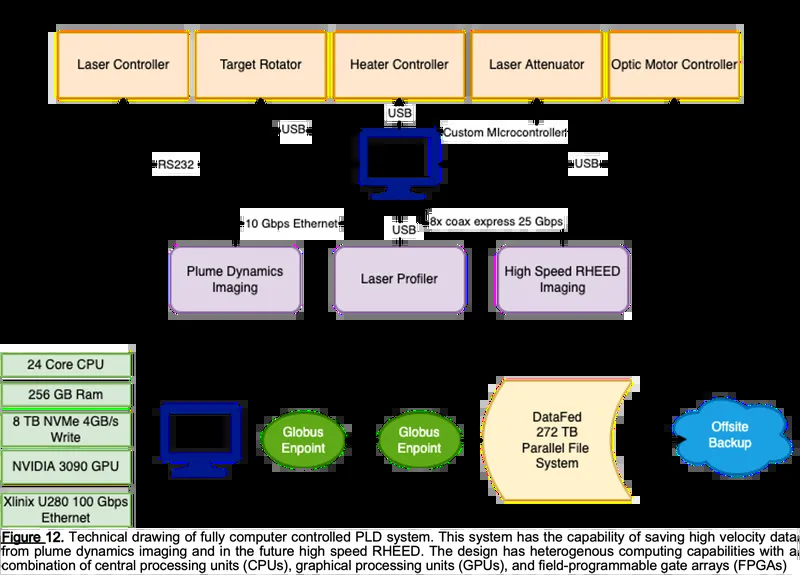 Laser Controller
Target Rotator
Heater Controller
Laser Attenuator
Optic Motor Controller
USB
USB
Custom MIcrocontroller
RS232
USB
10 Gbps Ethernet
USB
8x coax express 25 Gbps
Plume Dynamics
Imaging
Laser Profiler
High Speed RHEED
Imaging
24 Core CPU
256 GB Ram
8 TB NVMe 4GB/s
Write
NVIDIA 3090 GPU
Xlinix U280 100 Gbps
Ethernet
Globus
Enpoint
Globus
Enpoint
DataFed
272 TB
Parallel File
System
Offsite
Backup
Figure 12. Technical drawing of fully computer controlled PLD system. This system has the capability of saving high velocity data
from plume dynamics imaging and in the future high speed RHEED. The design has heterogenous computing capabilities with a
combination of central processing units (CPUs), graphical processing units (GPUs), and field-programmable gate arrays (FPGAs)